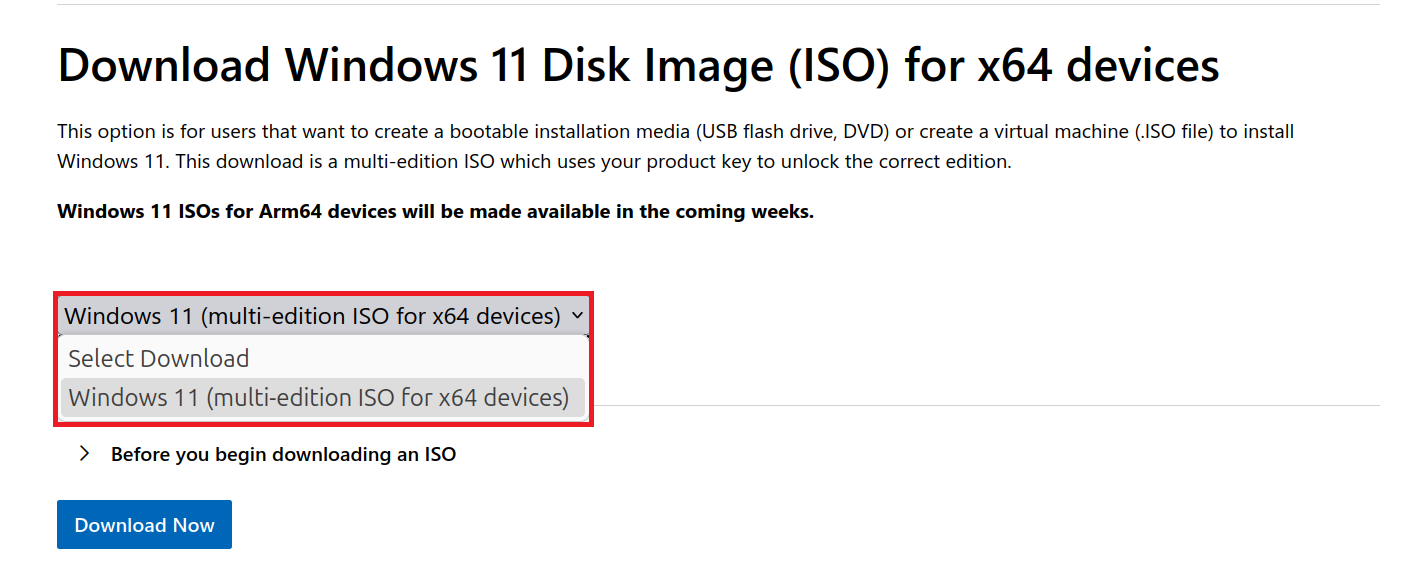 Download Windows 11 Disk Image (ISO) for x64 devices
This option is for users that want to create a bootable installation media (USB flash drive, DVD) or create a virtual machine (.ISO file) to install
Windows 11. This download is a multi-edition ISO which uses your product key to unlock the correct edition.
Windows 11 ISOs for Arm64 devices will be made available in the coming weeks.
Windows 11 (multi-edition ISO for x64 devices)
Select Download
Windows 11 (multi-edition ISO for x64 devices)
Before you begin downloading an ISO
Download Now